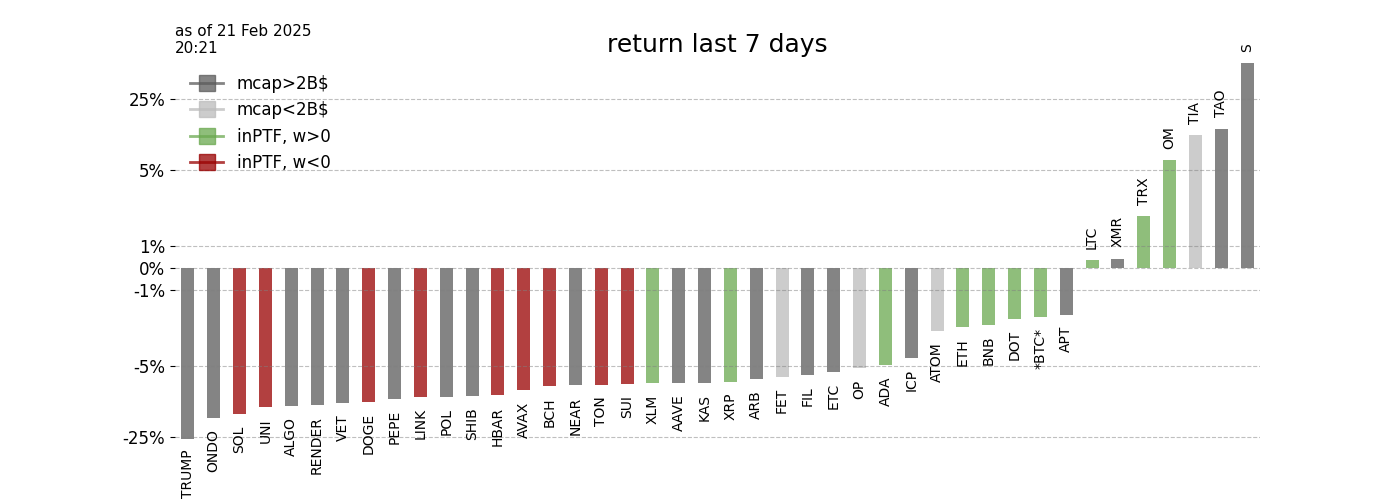 as of 21 Feb 2025
20:21
return last 7 days
mcap>2B$
mcap<2B$
inPTF, w>0
inPTF, w<0
25%
5%
1%
0%
-1%
-5%
-25%
TRUMP
ONDO
SOL
UNI
ALGO
RENDER
VET
DOGE
PEPE
LINK
POL
SHIB
HBAR
AVAX
BCH
NEAR
TON
SUI
XLM
AAVE
KAS
XRP
ARB
FET
FIL
ETC
OP
ADA
ICP
ATOM
ETH
BNB
DOT
*BTC*
APT
LTC
XMR
TRX
OM
TIA
TAO
S